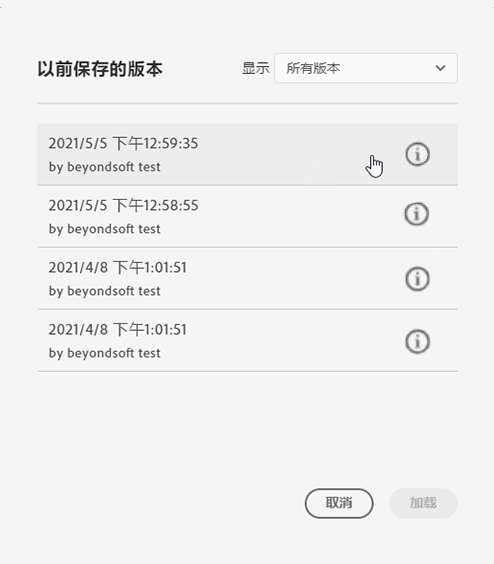 以前保存的版本
显示 所有版本
2021/5/5 下午12:59:35
by beyondsoft test
2021/5/5 下午12:58:55
by beyondsoft test
2021/4/8 下午1:01:51
by beyondsoft test
2021/4/8 下午1:01:51
by beyondsoft test
取消 加载